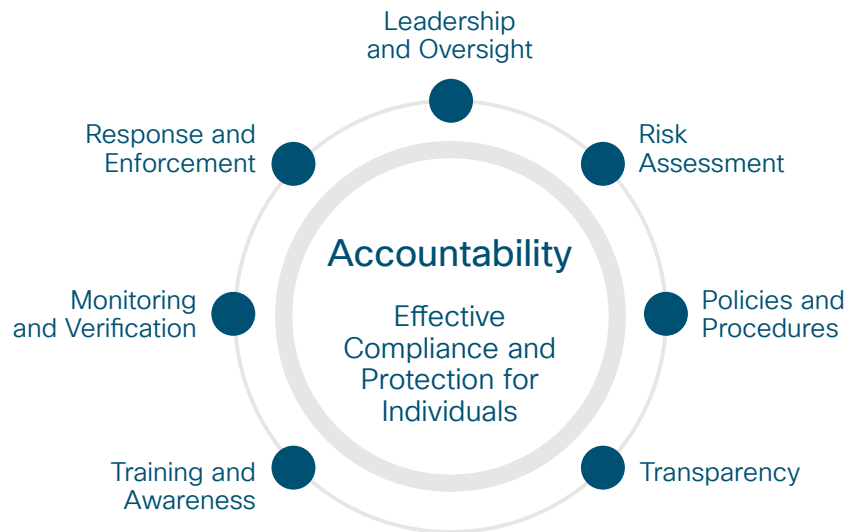 Leadership
and Oversight
Risk
Assessment
Policies and
Procedures
Transparency
Training and
Awareness
Monitoring
and Verification
Response and
Enforcement
Accountability
Effective
Compliance and
Protection for
Individuals